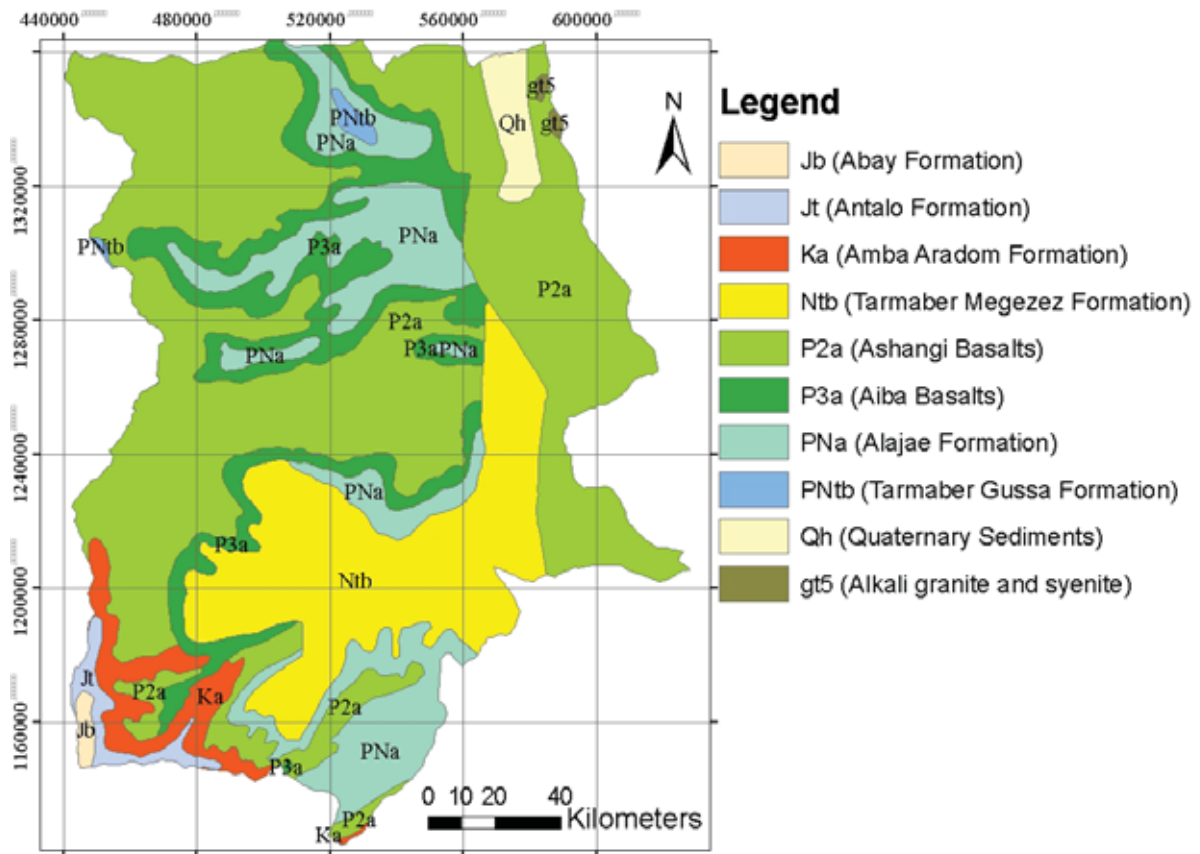 440000 480000 520000 560000 600000
1320000
1280000
1240000
1200000
1160000
gt5
PNtb
Qh
gt5
PNa
PNtb
P3a
PNa
P2a
P2a
P3aPNa
PNa
PNa
P3a
Ntb
Jt
P2a
Ka
P2a
Jb
PNa
P3a
P2a
Ka
N
0 10 20 40
Kilometers
Legend
Jb (Abay Formation)
Jt (Antalo Formation)
Ka (Amba Aradom Formation)
Ntb (Tarmaber Megezez Formation)
P2a (Ashangi Basalts)
P3a (Aiba Basalts)
PNa (Alajae Formation)
PNtb (Tarmaber Gussa Formation)
Qh (Quaternary Sediments)
gt5 (Alkali granite and syenite)